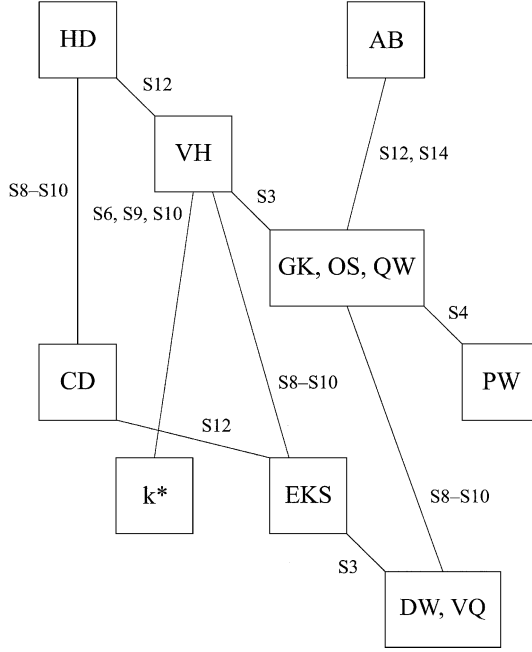 HD
AB
S12
VH
S12, S14
S8–S10
S6, S9, S10
S3
GK, OS, QW
S4
CD
PW
S8–S10
S12
k*
EKS
S8–S10
S3
DW, VQ